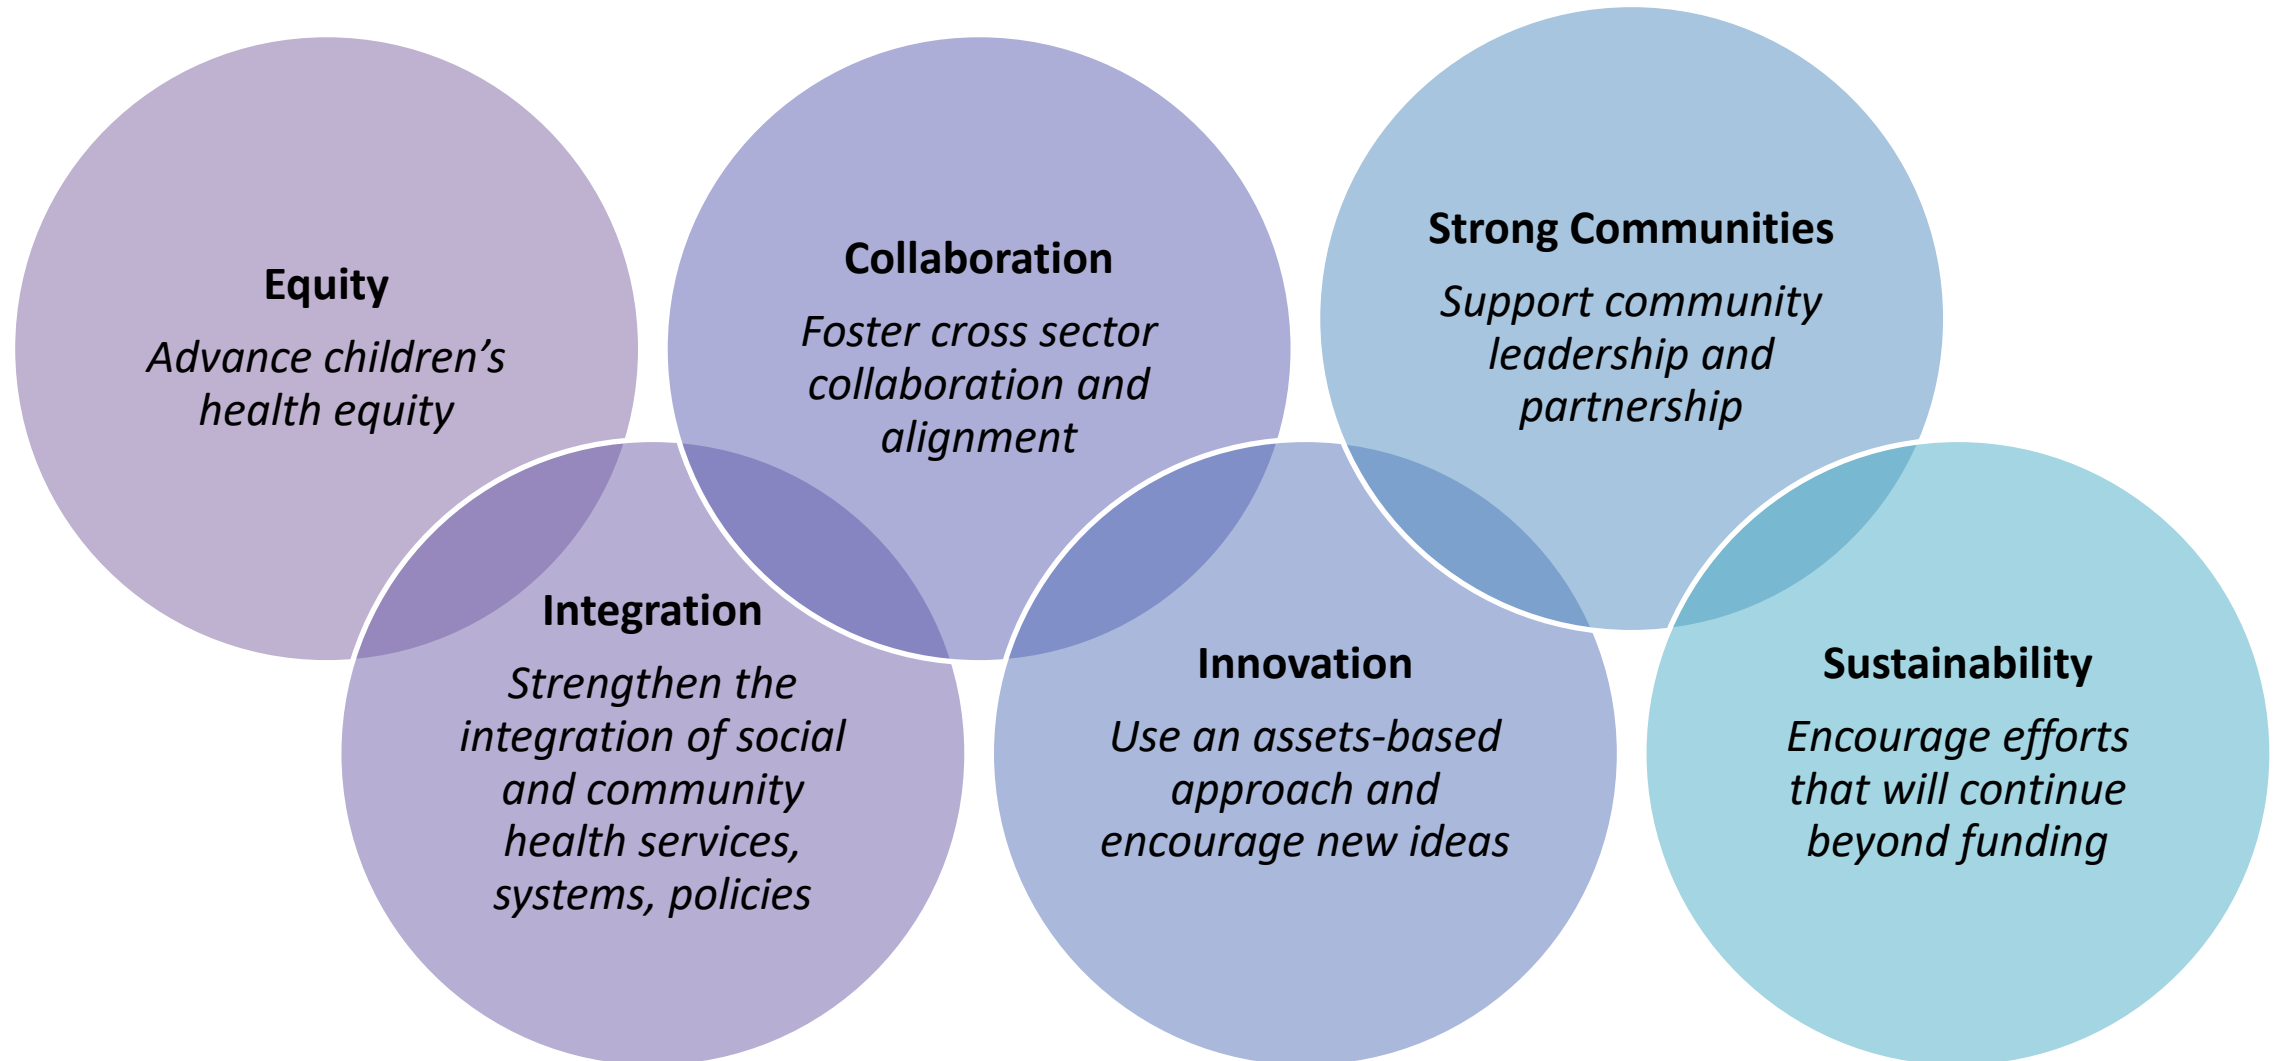 Equity
Advance children’s
health equity
Integration
Strengthen the
integration of social
and community
health services,
systems, policies
Collaboration
Foster cross sector
collaboration and
alignment
Innovation
Use an assets-based
approach and
encourage new ideas
Strong Communities
Support community
leadership and
partnership
Sustainability
Encourage efforts
that will continue
beyond funding